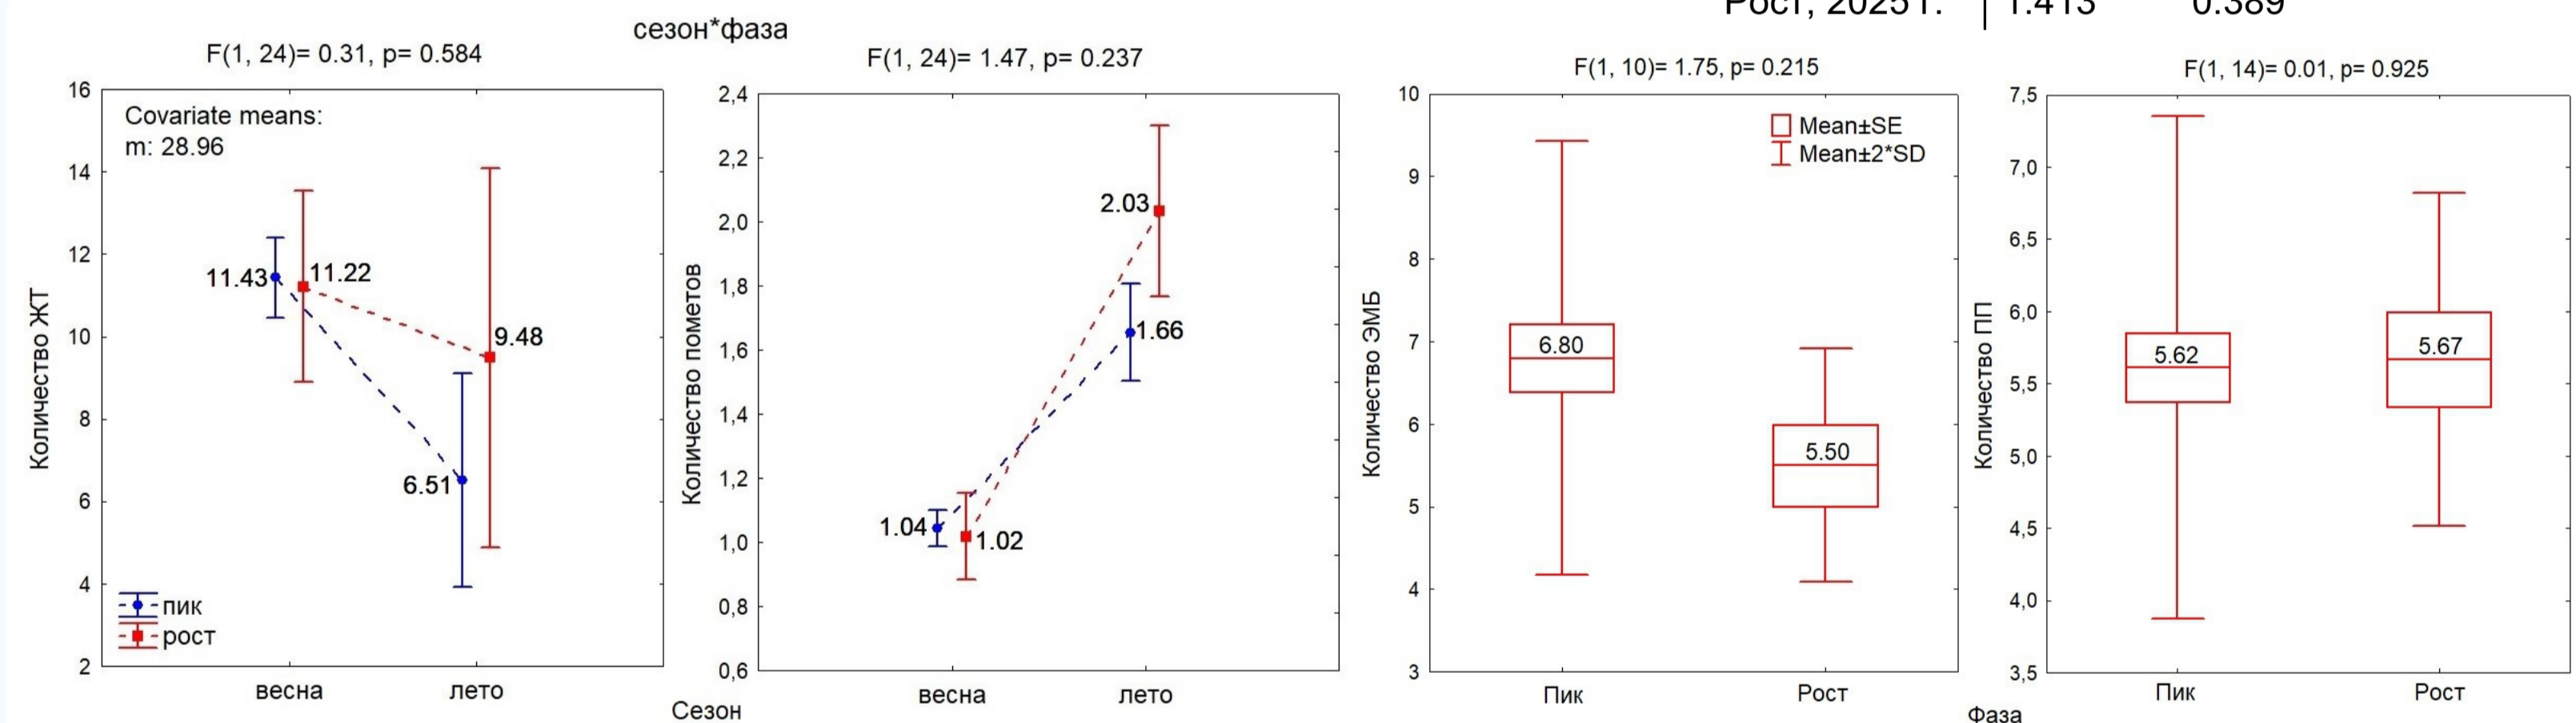 Рост, 2025 г. 1.413 0.389
сезон*фаза
F(1, 24)= 0.31, p= 0.584
Covariate means:
m: 28.96
Количество ЖТ
16
14
12
10
8
6
4
2
11.43
11.22
9.48
6.51
пик
рост
весна
лето
F(1, 24)= 1.47, p= 0.237
Количество пометов
2,4
2,2
2,0
1,8
1,6
1,4
1,2
1,0
0,8
0,6
2.03
1.66
1.04
1.02
весна
лето
Сезон
F(1, 10)= 1.75, p= 0.215
Mean±SE
Mean±2*SD
Количество ЭМБ
10
9
8
7
6
5
4
3
6.80
5.50
Пик
Рост
F(1, 14)= 0.01, p= 0.925
Количество ПП
7,5
7,0
6,5
6,0
5,5
5,0
4,5
4,0
3,5
5.62
5.67
Пик
Рост
Фаза